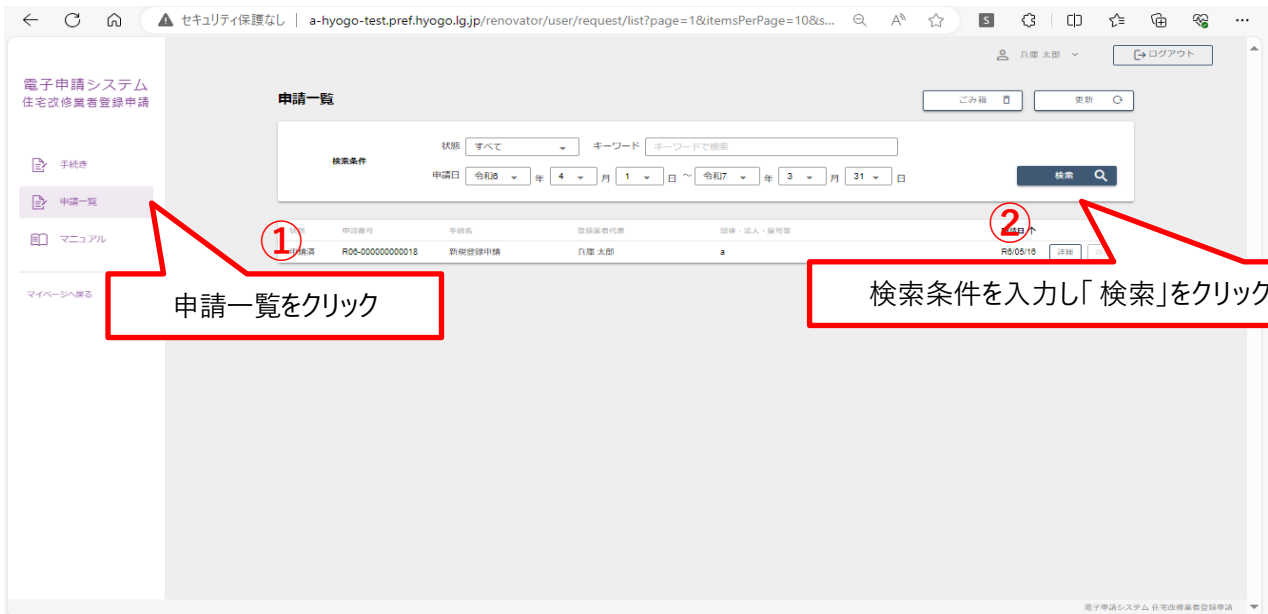 セキュリティ保護なし | a-hyogo-test.pref.hyogo.lg.jp/renovator/user/request/list?page=1&itemsPerPage=10&s...
兵庫 太郎 ログアウト
電子申請システム
住宅改修業者登録申請
申請一覧 ごみ箱 更新
状態 すべて キーワード キーワードで検索
検索条件
申請日 令和6 年 4 月 1 日 ～ 令和7 年 3 月 31 日 検索
手続き
申請一覧
マニュアル
マイページへ戻る
① ②
申請番号 手続名 登録業者代表 団体・法人・屋号等 申請日 ↑
申請済 R06-000000000018 新規登録申請 兵庫 太郎 a R6/05/16 詳細
申請一覧をクリック
検索条件を入力し「 検索」をクリック
電子申請システム 住宅改修業者登録申請